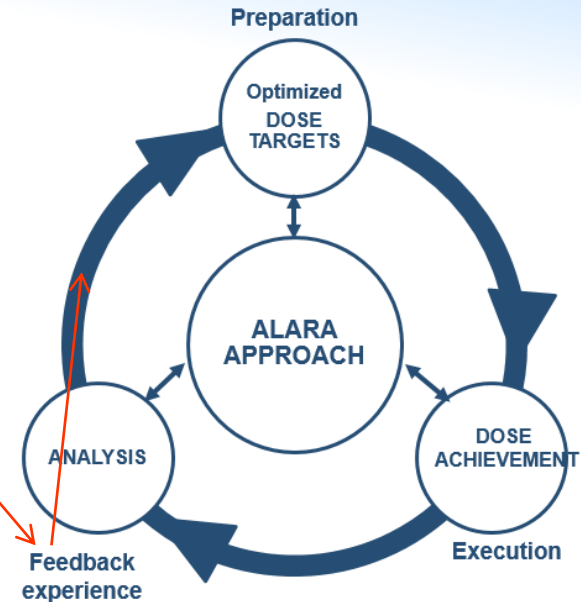 Preparation
Optimized
DOSE
TARGETS
ALARA
APPROACH
ANALYSIS
DOSE
ACHIEVEMENT
Feedback
experience
Execution